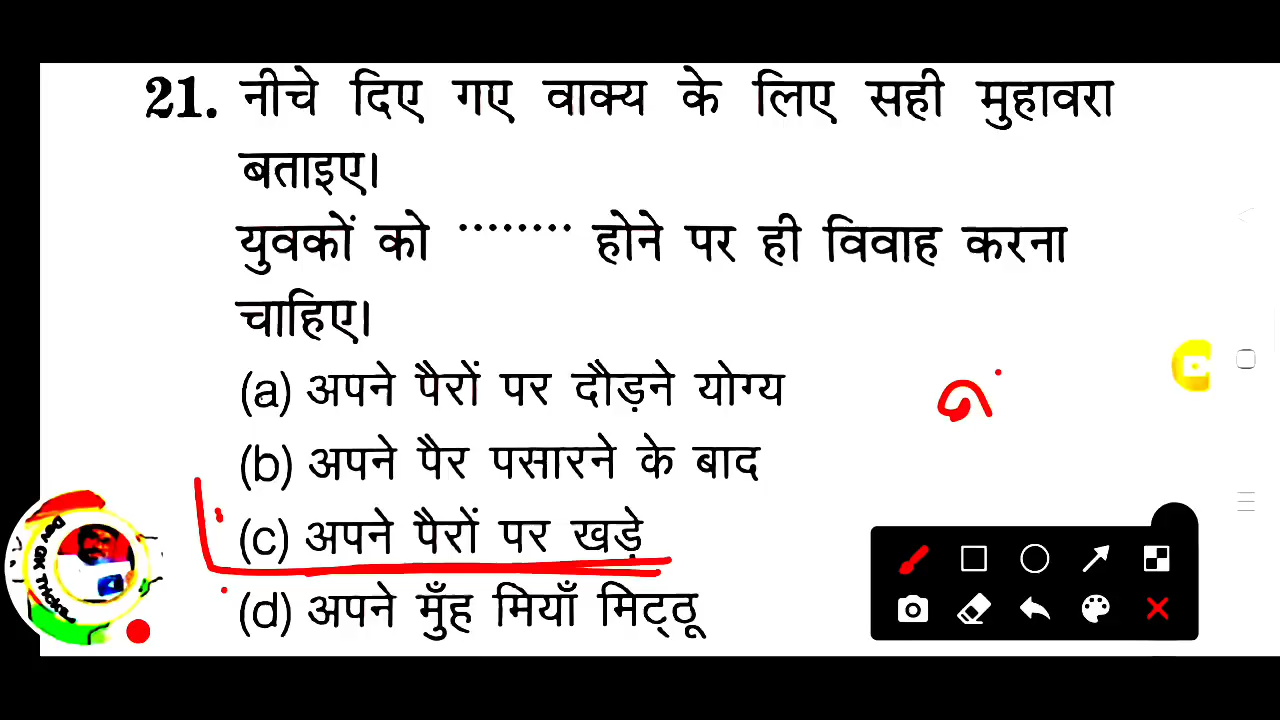 21. नीचे दिए गए वाक्य के लिए सही मुहावरा
बताइए।
युवकों को ........ होने पर ही विवाह करना
चाहिए।
(a) अपने पैरों पर दौड़ने योग्य
(b) अपने पैर पसारने के बाद
(c) अपने पैरों पर खड़े
(d) अपने मुँह मियाँ मिट्ठू